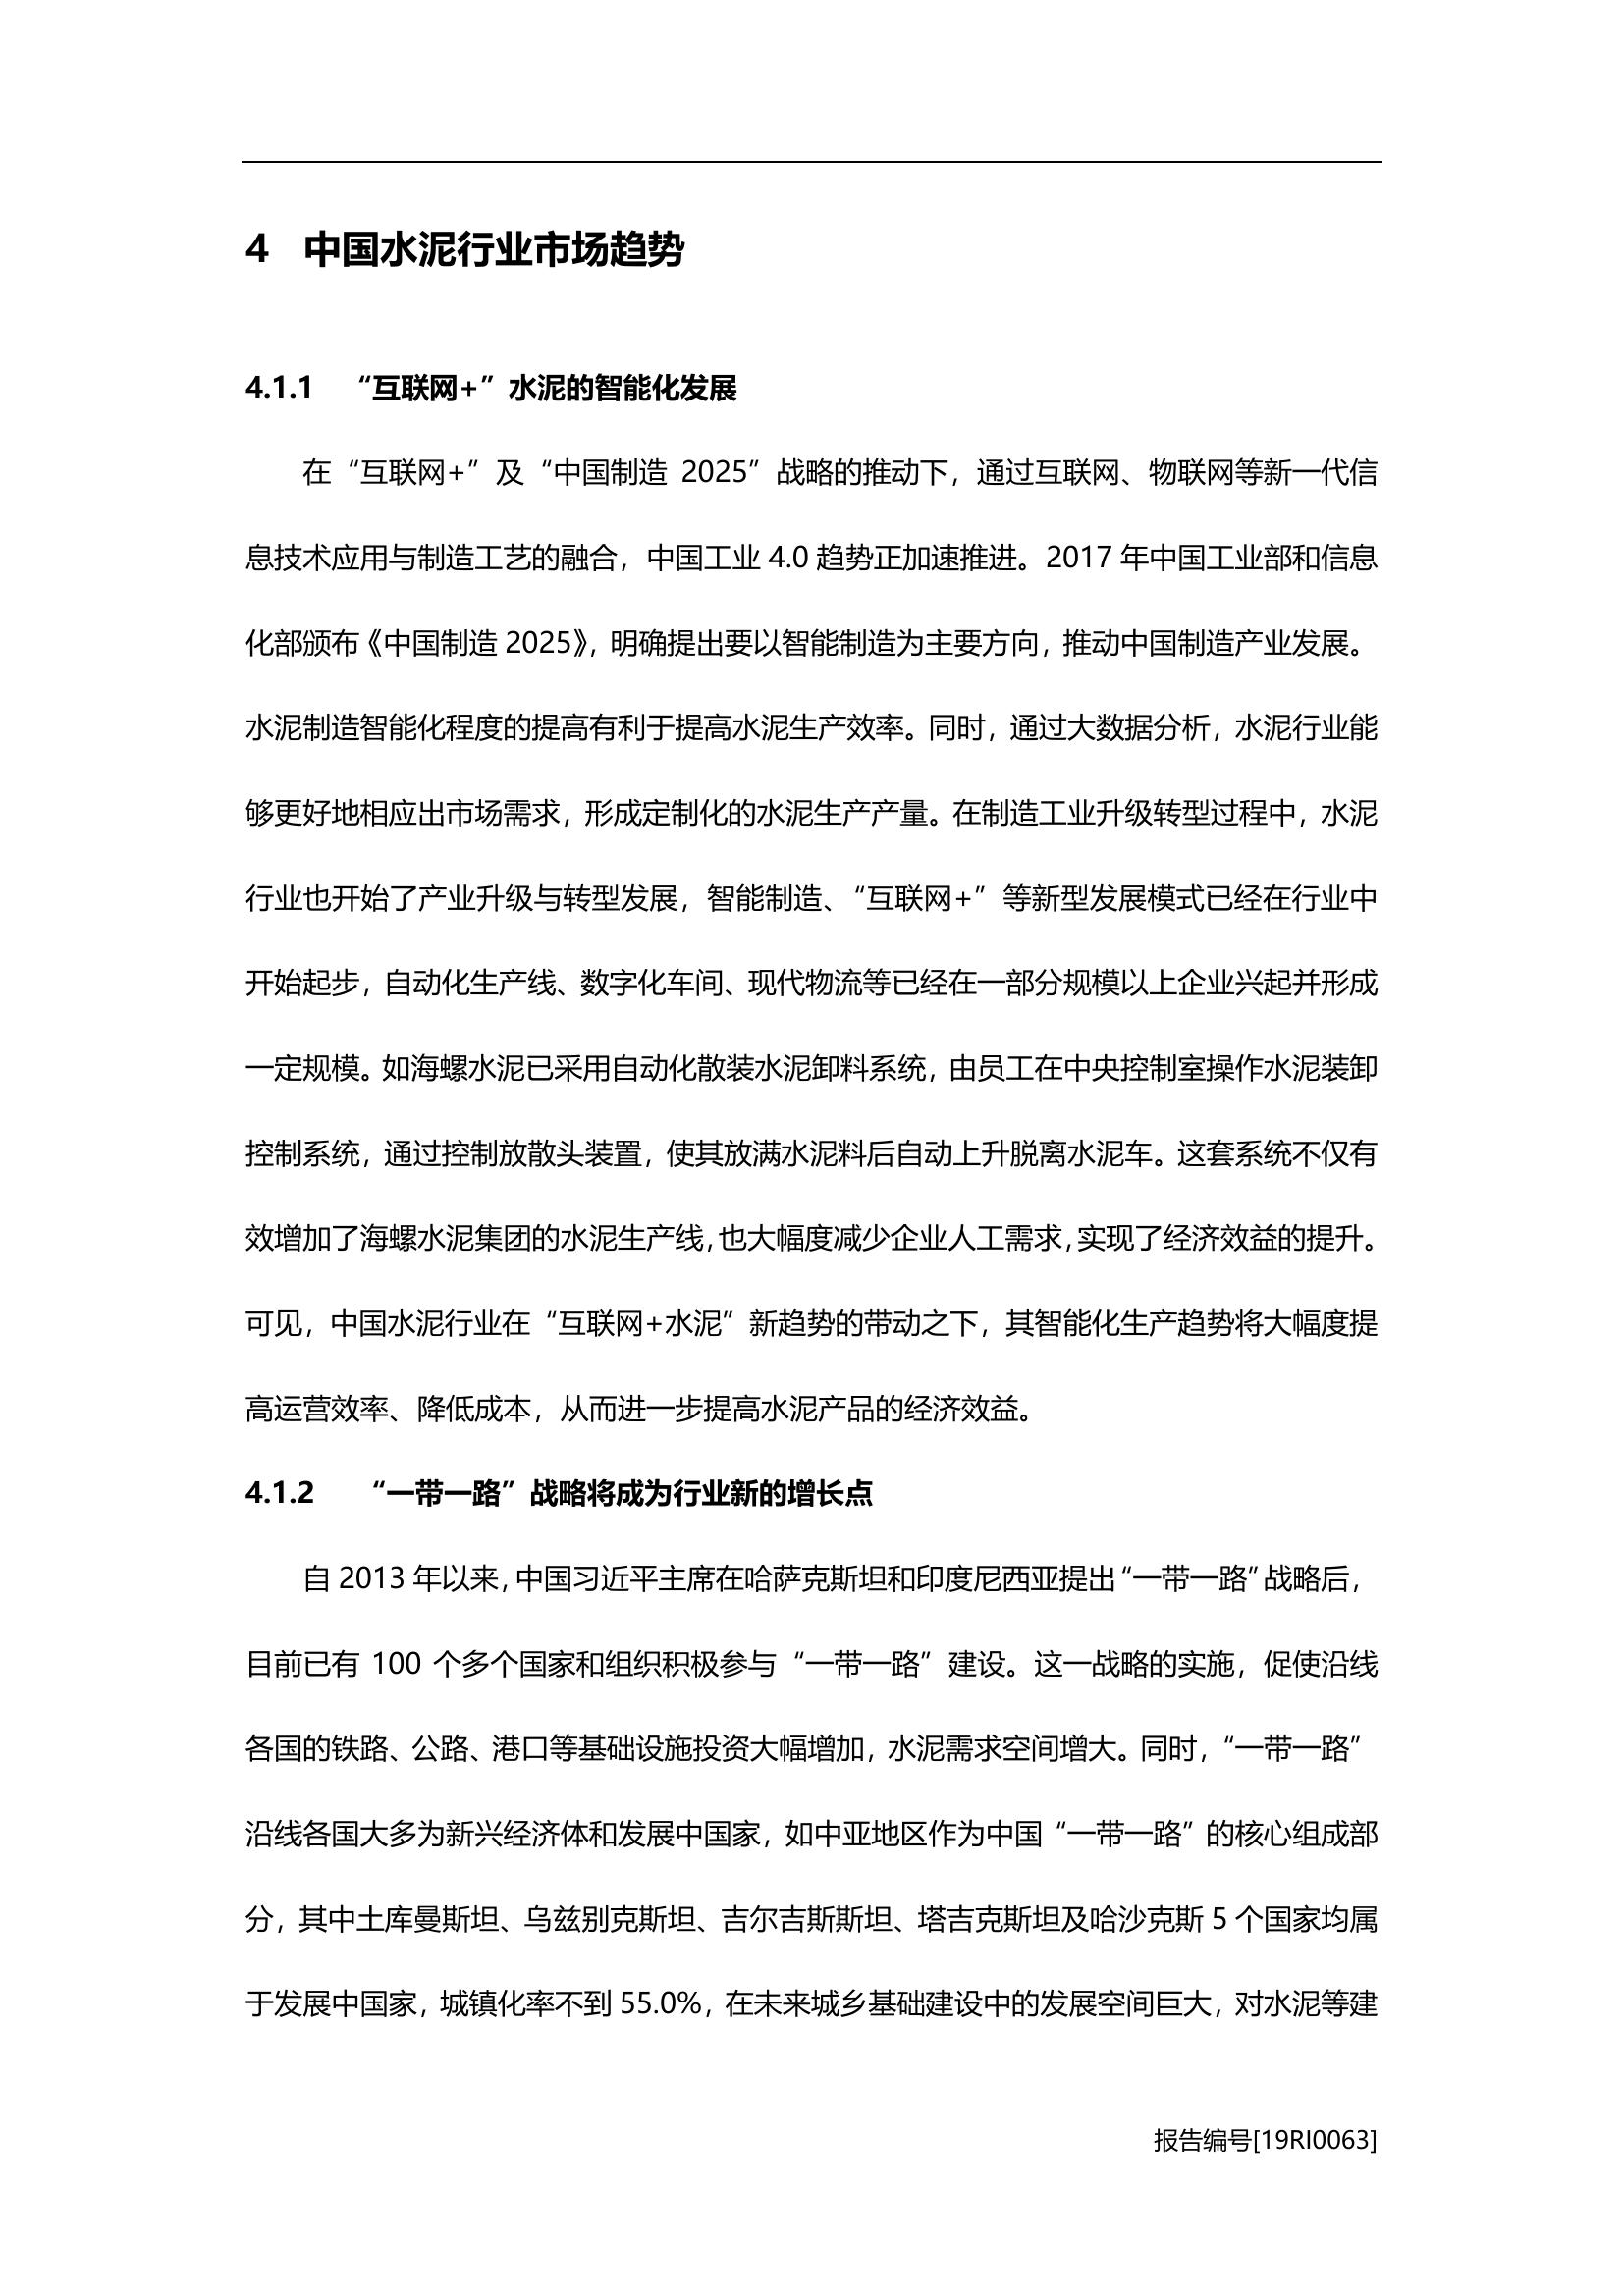 4 中国水泥行业市场趋势
4.1.1 “互联网+”水泥的智能化发展
在“互联网+”及“中国制造 2025”战略的推动下，通过互联网、物联网等新一代信
息技术应用与制造工艺的融合，中国工业 4.0 趋势正加速推进。2017 年中国工业部和信息
化部颁布《中国制造 2025》，明确提出要以智能制造为主要方向，推动中国制造产业发展。
水泥制造智能化程度的提高有利于提高水泥生产效率。同时，通过大数据分析，水泥行业能
够更好地相应出市场需求，形成定制化的水泥生产产量。在制造工业升级转型过程中，水泥
行业也开始了产业升级与转型发展，智能制造、“互联网+”等新型发展模式已经在行业中
开始起步，自动化生产线、数字化车间、现代物流等已经在一部分规模以上企业兴起并形成
一定规模。如海螺水泥已采用自动化散装水泥卸料系统，由员工在中央控制室操作水泥装卸
控制系统，通过控制放散头装置，使其放满水泥料后自动上升脱离水泥车。这套系统不仅有
效增加了海螺水泥集团的水泥生产线，也大幅度减少企业人工需求，实现了经济效益的提升。
可见，中国水泥行业在“互联网+水泥”新趋势的带动之下，其智能化生产趋势将大幅度提
高运营效率、降低成本，从而进一步提高水泥产品的经济效益。
4.1.2 “一带一路”战略将成为行业新的增长点
自 2013 年以来，中国习近平主席在哈萨克斯坦和印度尼西亚提出“一带一路”战略后，
目前已有 100 个多个国家和组织积极参与“一带一路”建设。这一战略的实施，促使沿线
各国的铁路、公路、港口等基础设施投资大幅增加，水泥需求空间增大。同时，“一带一路”
沿线各国大多为新兴经济体和发展中国家，如中亚地区作为中国“一带一路”的核心组成部
分，其中土库曼斯坦、乌兹别克斯坦、吉尔吉斯斯坦、塔吉克斯坦及哈沙克斯 5 个国家均属
于发展中国家，城镇化率不到 55.0%，在未来城乡基础建设中的发展空间巨大，对水泥等建
报告编号[19RI0063]